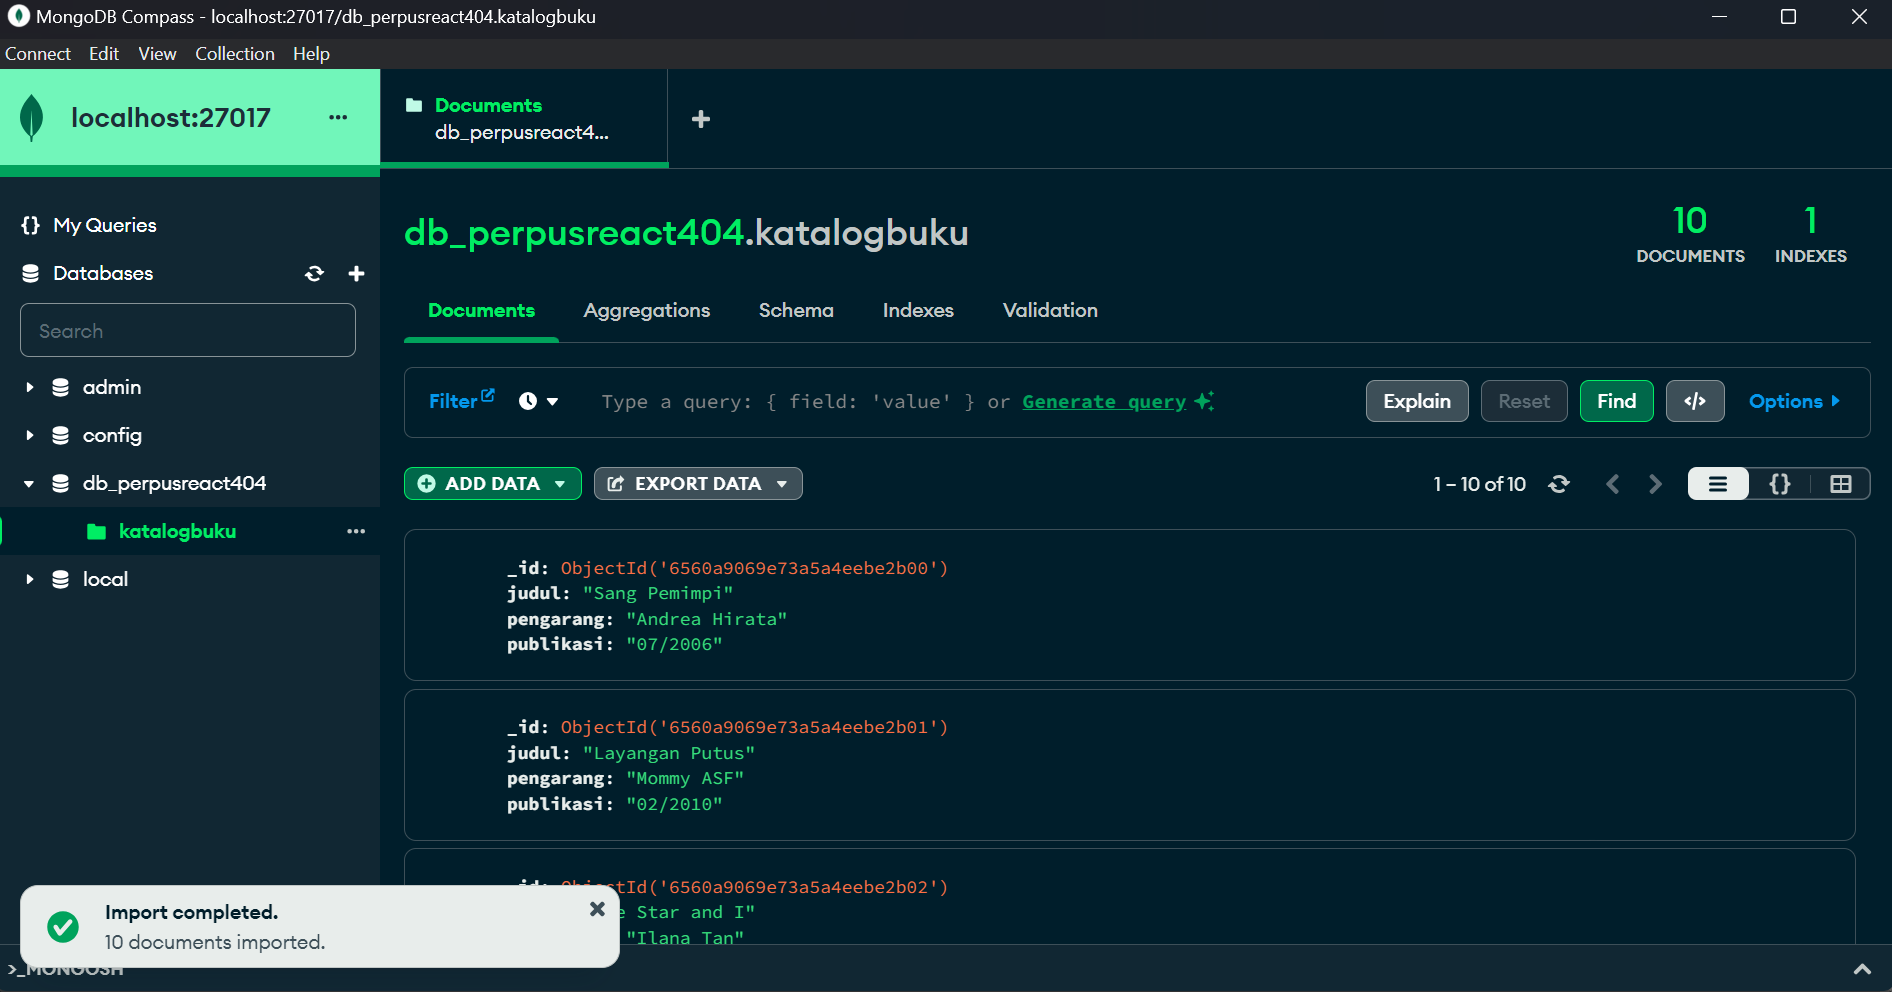 MongoDB Compass - localhost:27017/db_perpusreact404.katalogbuku
Connect Edit View Collection Help
localhost:27017
Documents
db_perpusreact4...
My Queries
Databases
Search
admin
config
db_perpusreact404
katalogbuku
local
db_perpusreact404.katalogbuku
10
DOCUMENTS
1
INDEXES
Documents Aggregations Schema Indexes Validation
Filter Type a query: { field: 'value' } or Generate query Explain Reset Find </> Options
ADD DATA EXPORT DATA 1 – 10 of 10 {}
_id: ObjectId('6560a9069e73a5a4eebe2b00')
judul: "Sang Pemimpi"
pengarang: "Andrea Hirata"
publikasi: "07/2006"
_id: ObjectId('6560a9069e73a5a4eebe2b01')
judul: "Layangan Putus"
pengarang: "Mommy ASF"
publikasi: "02/2010"
_id: ObjectId('6560a9069e73a5a4eebe2b02')
e Star and I"
"Ilana Tan"
Import completed.
10 documents imported.
>_MONGOSH